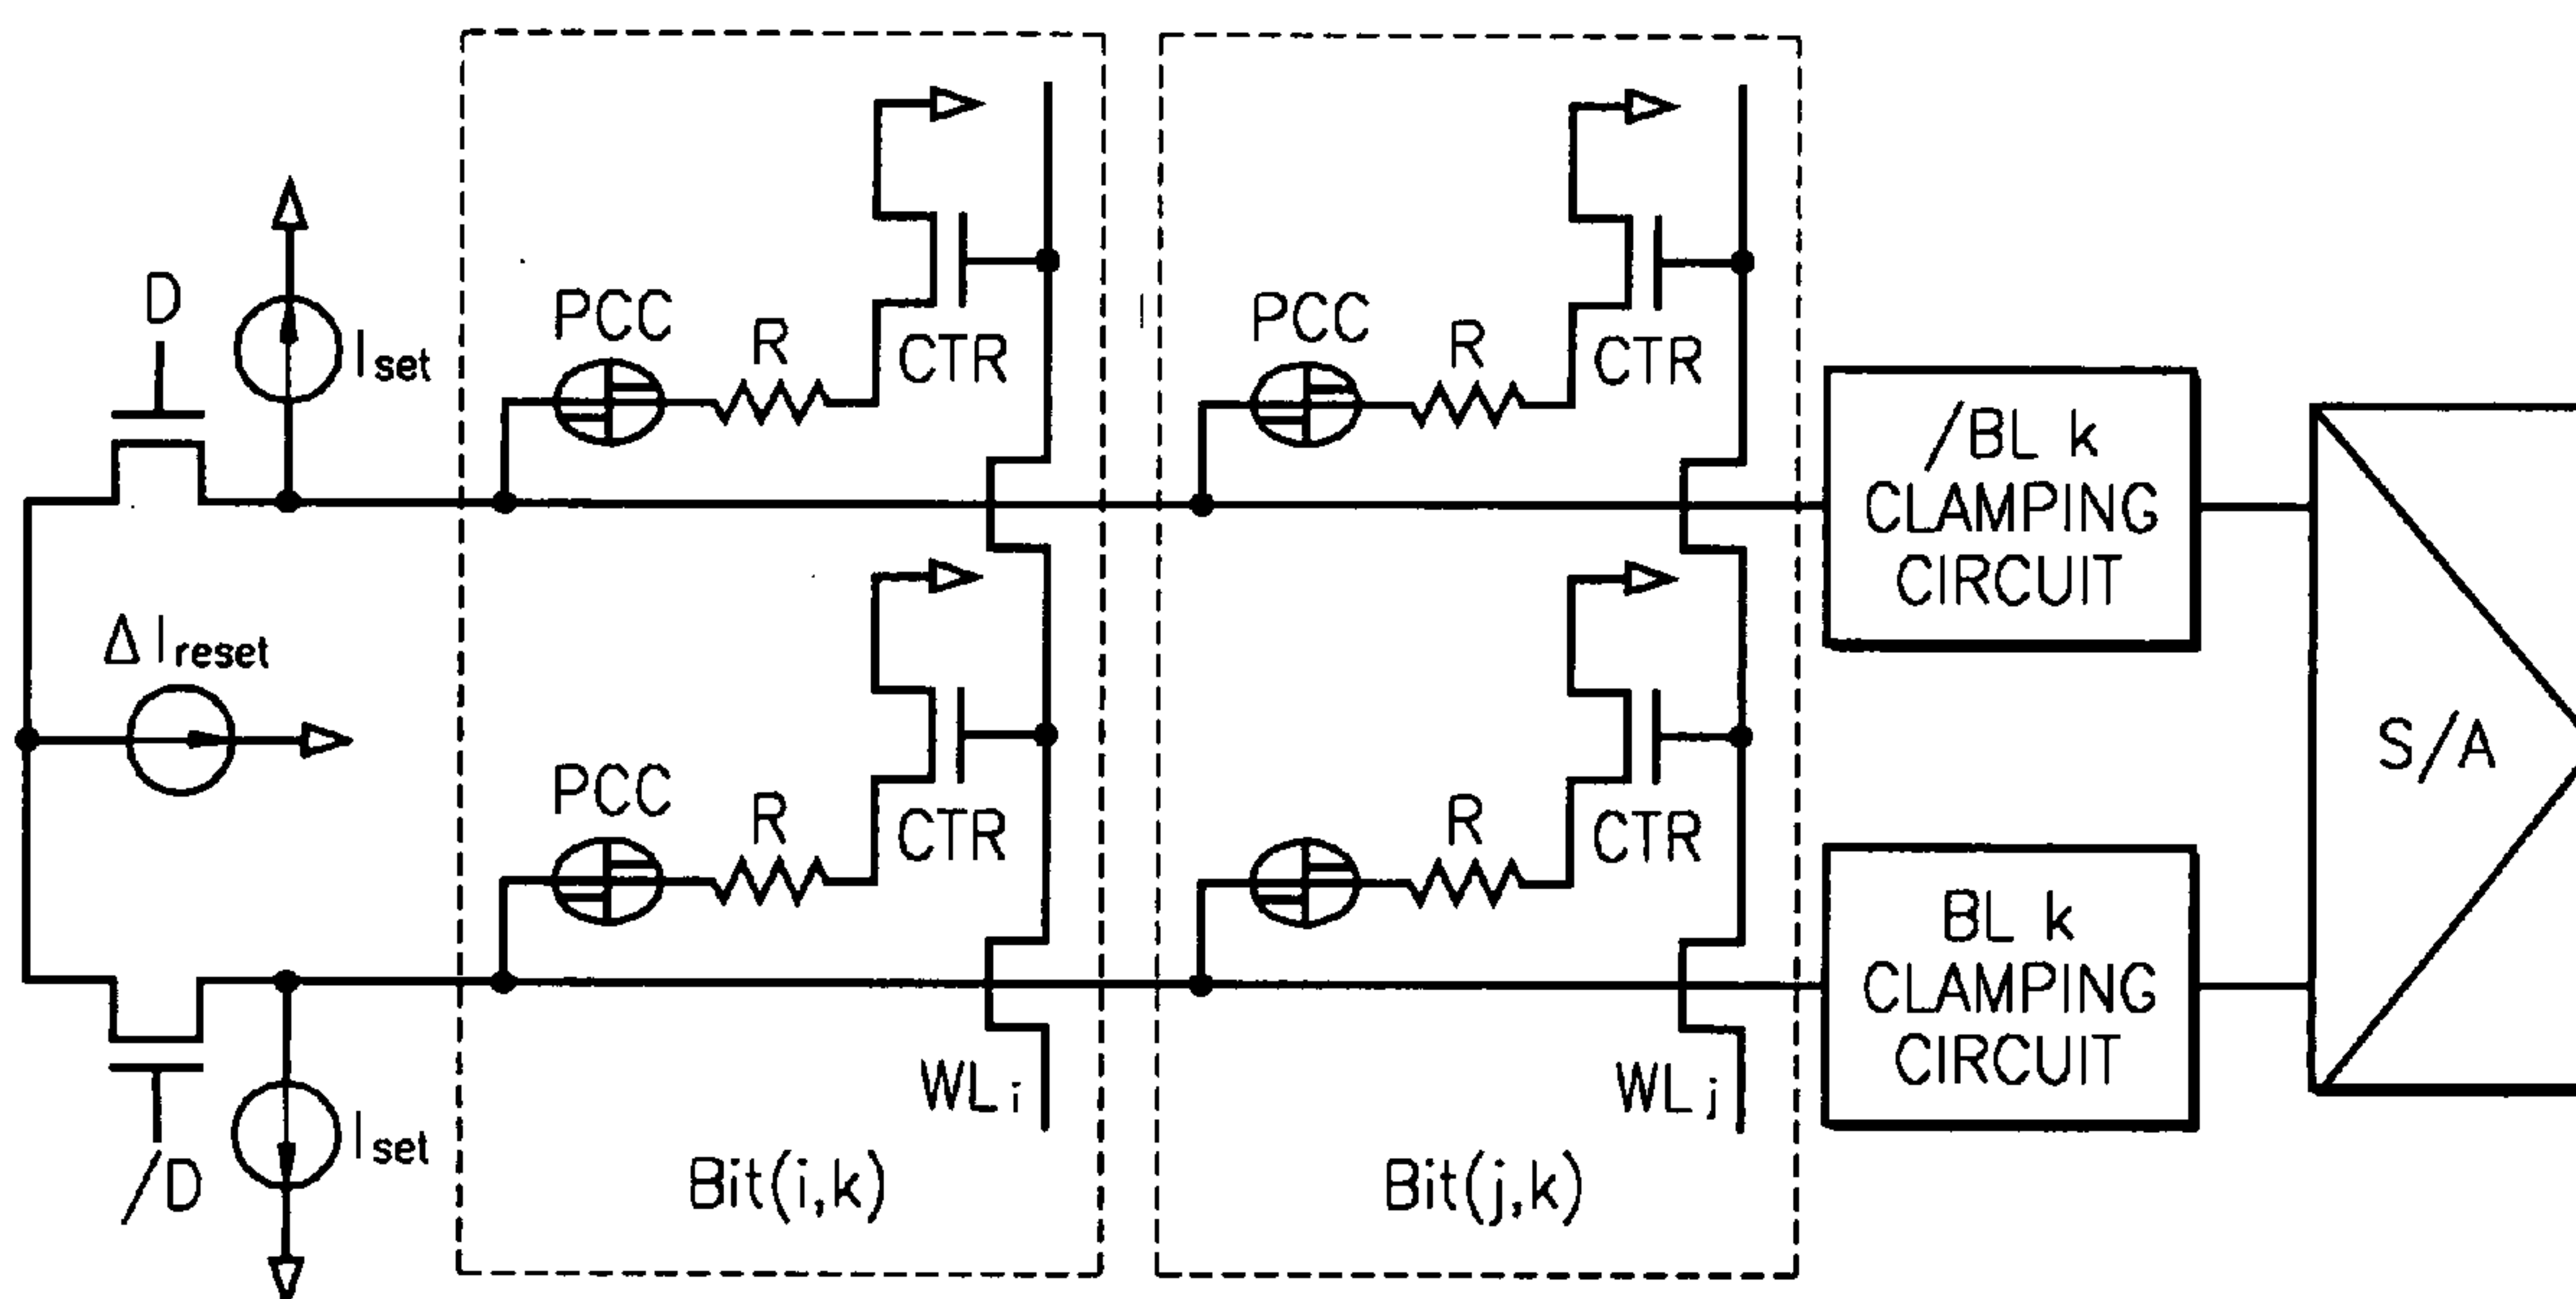 D
Iset
PCC
R
CTR
PCC
R
CTR
/BL k
CLAMPING
CIRCUIT
ΔIreset
PCC
R
CTR
R
CTR
S/A
BL k
CLAMPING
CIRCUIT
/D
Iset
WLi
WLj
Bit(i,k)
Bit(j,k)